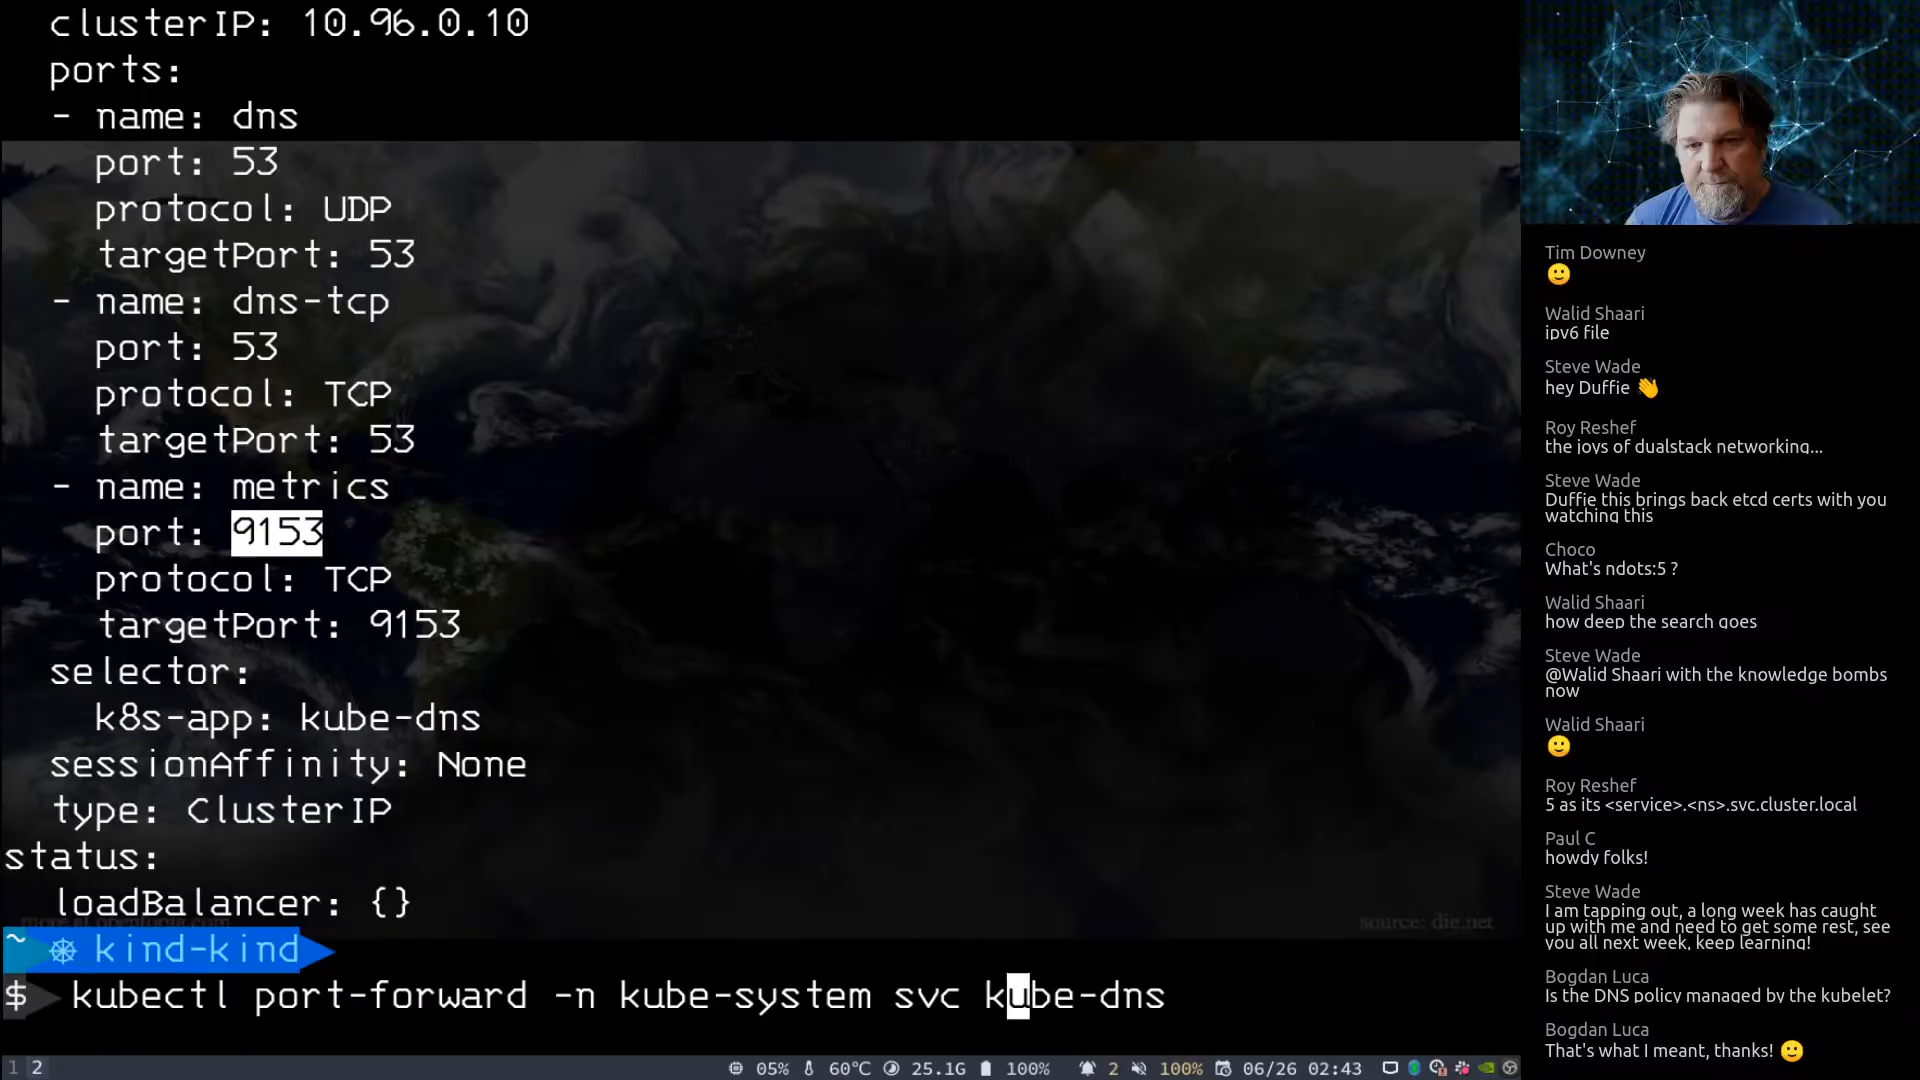 clusterIP: 10.96.0.10
ports:
- name: dns
port: 53
protocol: UDP
targetPort: 53
- name: dns-tcp
port: 53
protocol: TCP
targetPort: 53
- name: metrics
port: 9153
protocol: TCP
targetPort: 9153
selector:
k8s-app: kube-dns
sessionAffinity: None
type: ClusterIP
status:
loadBalancer: {}
source: die.net
~ kind-kind
$ kubectl port-forward -n kube-system svc kube-dns
1 2 05% 60°C 25.1G 100% 2 100% 06/26 02:43
Tim Downey
🙂
Walid Shaari
ipv6 file
Steve Wade
hey Duffie 👋
Roy Reshef
the joys of dualstack networking...
Steve Wade
Duffie this brings back etcd certs with you
watching this
Choco
What's ndots:5 ?
Walid Shaari
how deep the search goes
Steve Wade
@Walid Shaari with the knowledge bombs
now
Walid Shaari
🙂
Roy Reshef
5 as its <service>.<ns>.svc.cluster.local
Paul C
howdy folks!
Steve Wade
I am tapping out, a long week has caught
up with me and need to get some rest, see
you all next week, keep learning!
Bogdan Luca
Is the DNS policy managed by the kubelet?
Bogdan Luca
That's what I meant, thanks! 🙂